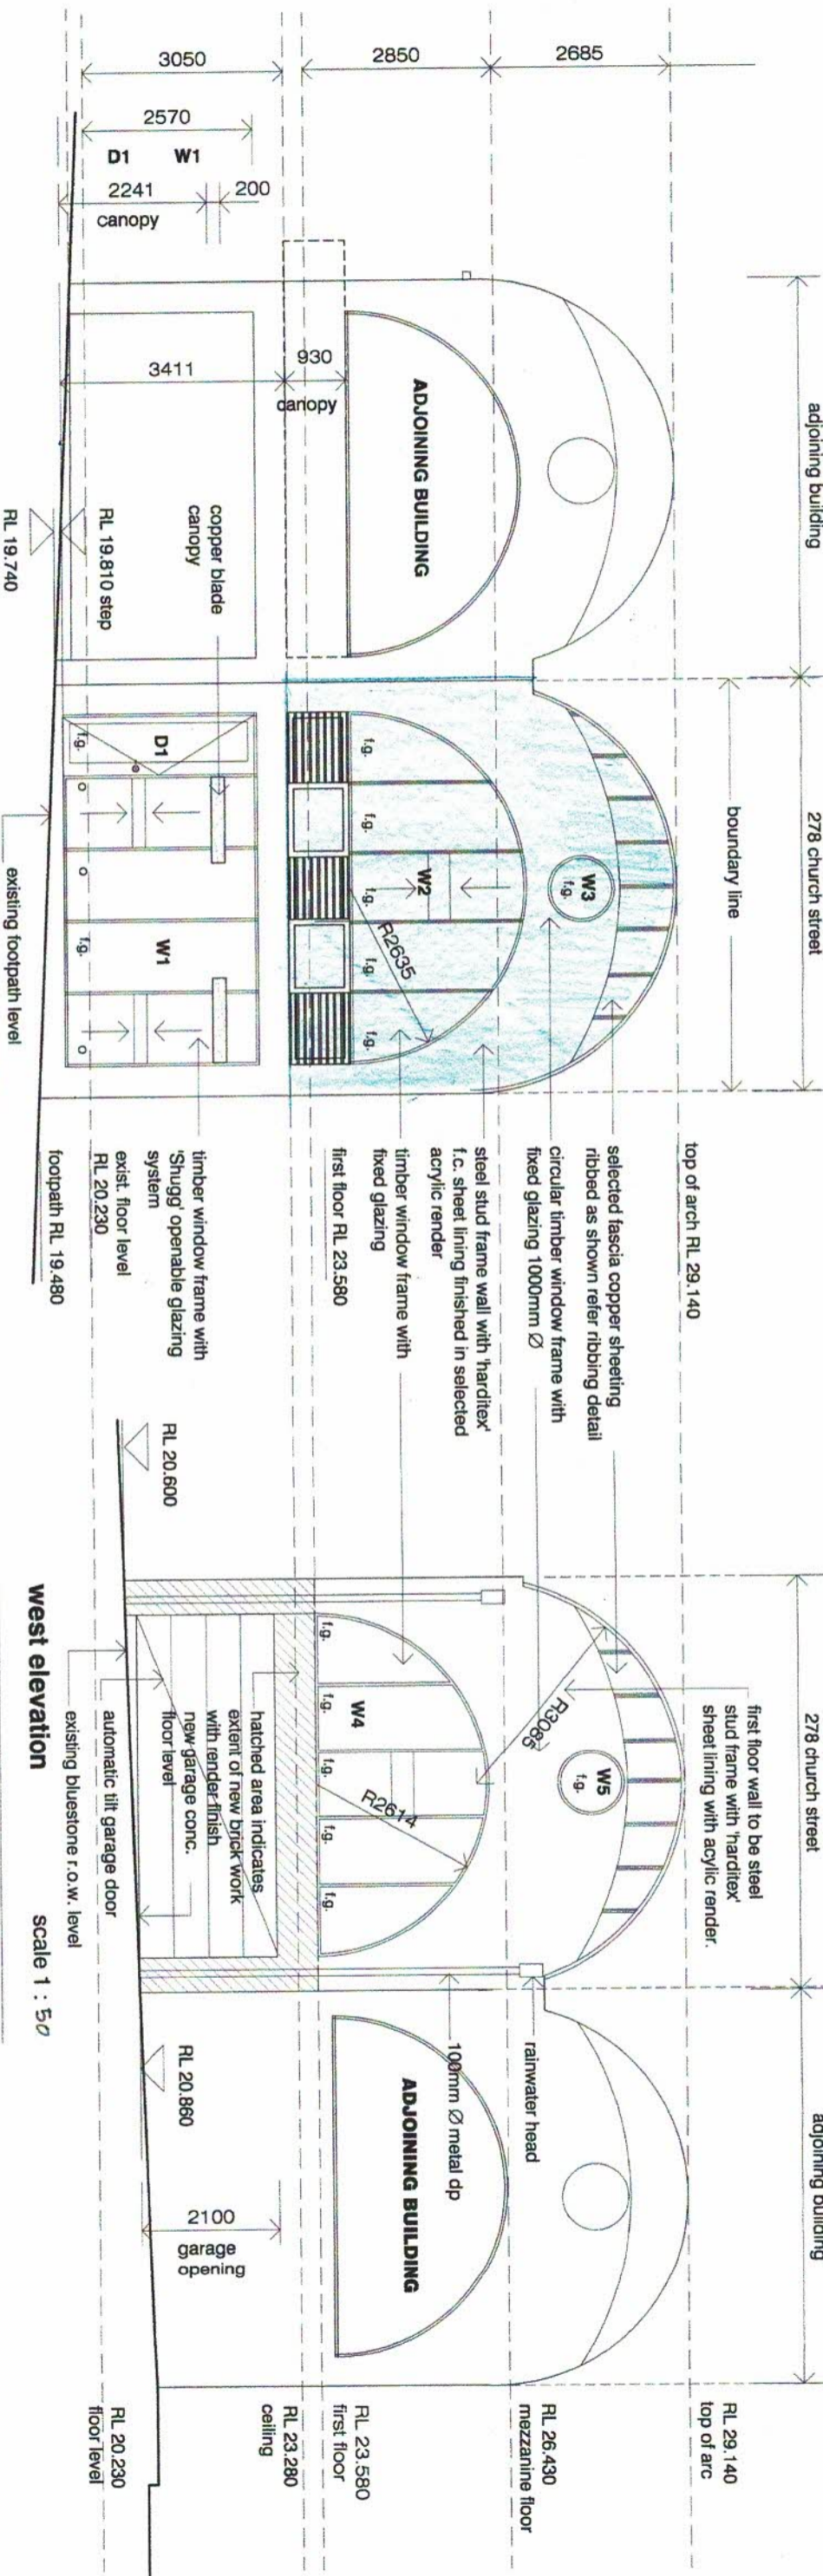 3050
2850
2685
2570
D1 W1
2241
200
canopy
adjoining building
3411
930
canopy
ADJOINING BUILDING
RL 19.740
RL 19.810 step
copper blade
canopy
278 church street
boundary line
f.g.
D1
f.g.
W1
f.g.
f.g.
f.g.
f.g.
f.g.
W2
R2635
W3
f.g.
existing footpath level
top of arch RL 29.140
selected fascia copper sheeting
ribbed as shown refer ribbing detail
circular timber window frame with
fixed glazing 1000mm Ø
steel stud frame wall with 'harditex'
f.c. sheet lining finished in selected
acrylic render
timber window frame with
fixed glazing
first floor RL 23.580
timber window frame with
'Shugg' openable glazing
system
exist. floor level
RL 20.230
footpath RL 19.480
RL 20.600
278 church street
first floor wall to be steel
stud frame with 'harditex'
sheet lining with acylic render.
R3085
W5
f.g.
f.g.
f.g.
f.g.
f.g.
f.g.
W4
R2614
hatched area indicates
extent of new brick work
with render finish
new garage conc.
floor level
automatic tilt garage door
existing bluestone r.o.w. level
west elevation
scale 1 : 50
adjoining building
rainwater head
100mm Ø metal dp
ADJOINING BUILDING
RL 20.860
2100
garage
opening
RL 29.140
top of arc
RL 26.430
mezzanine floor
RL 23.580
first floor
RL 23.280
ceiling
RL 20.230
floor level